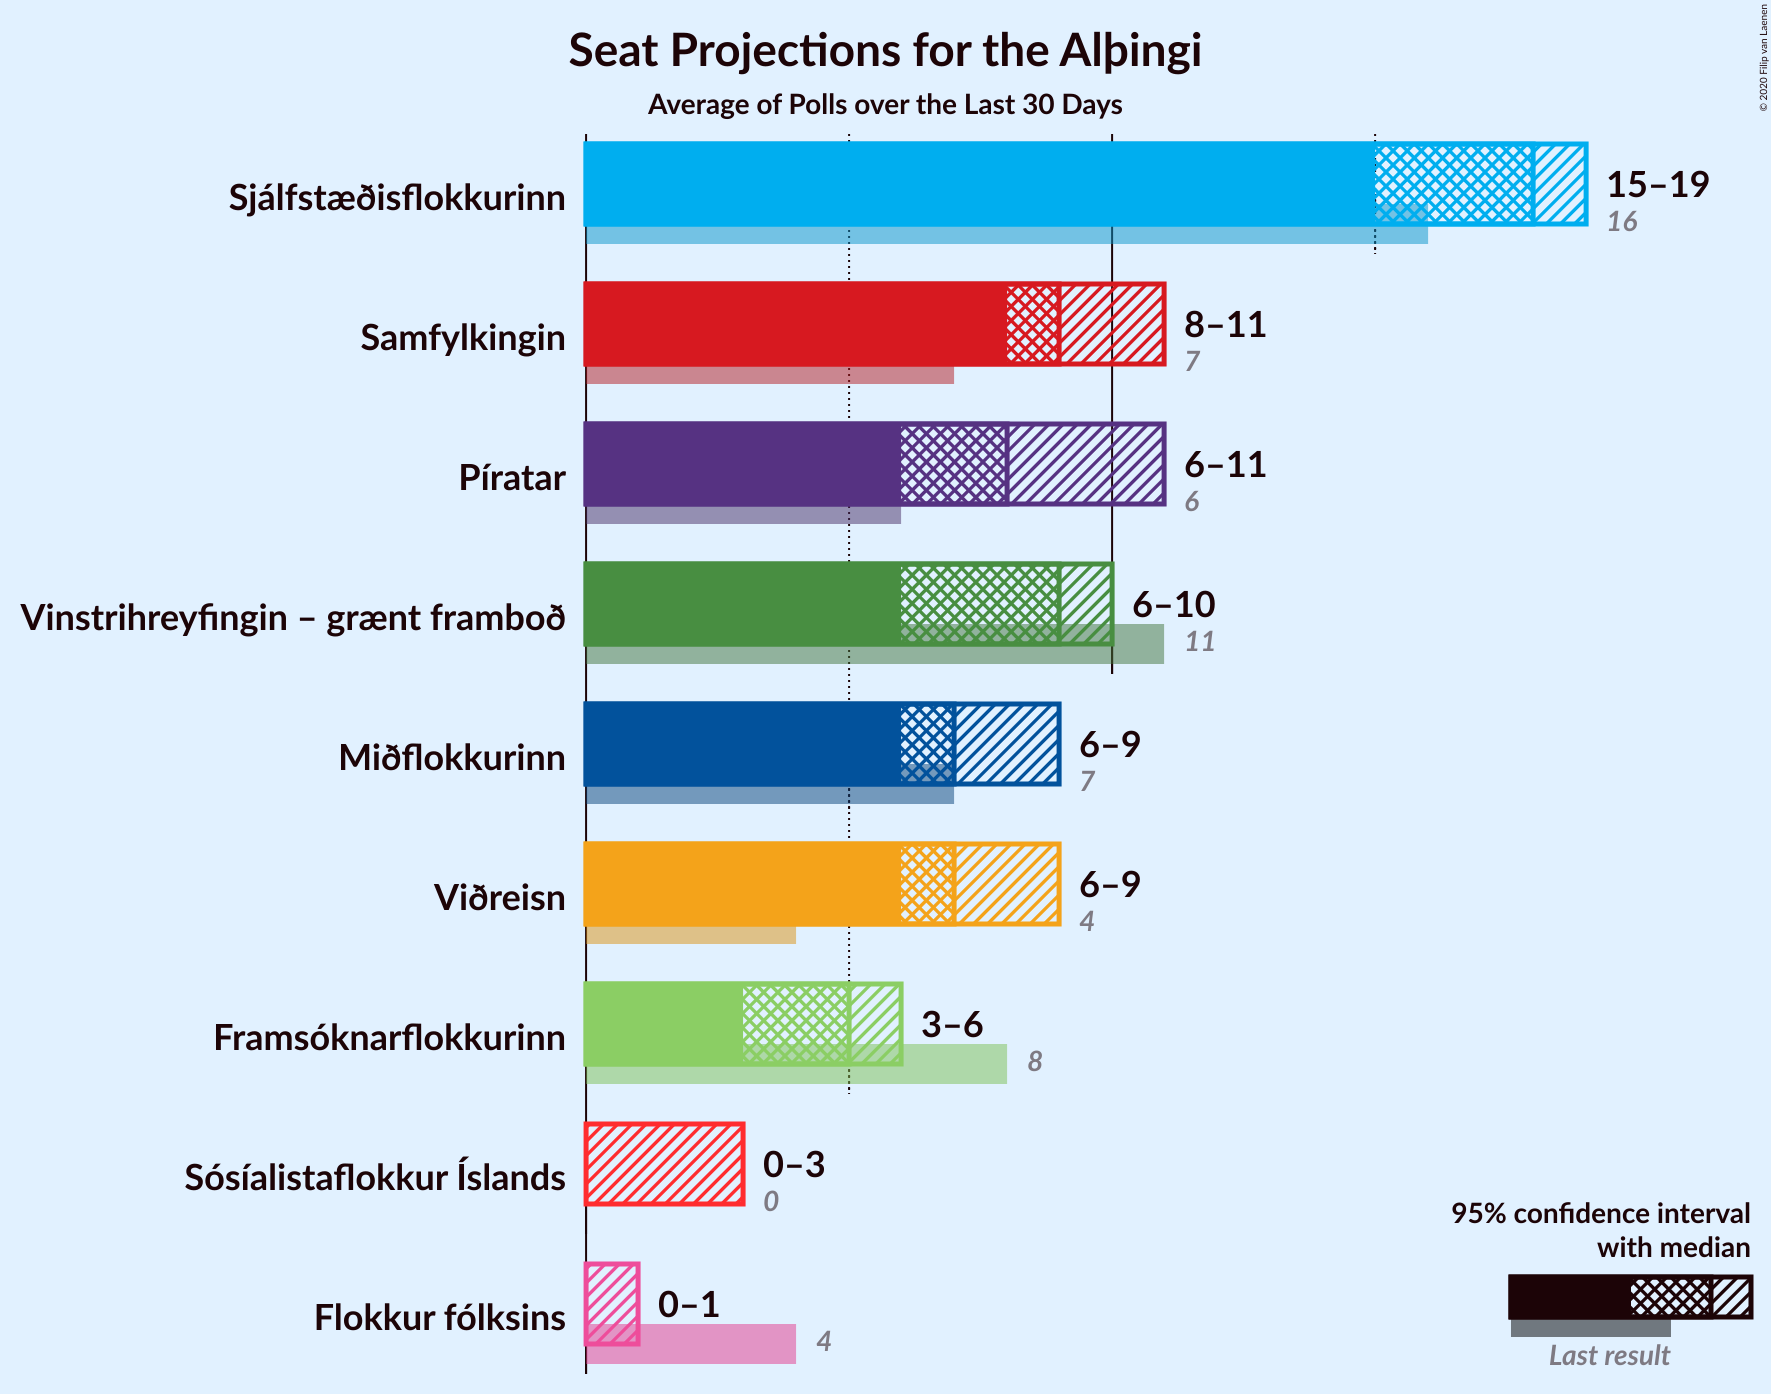 Seat Projections for the Alþingi
Average of Polls over the Last 30 Days
© 2020 Filip van Laenen
Sjálfstæðisflokkurinn
15–19
16
Samfylkingin
8–11
7
Píratar
6–11
6
Vinstrihreyfingin – grænt framboð
6–10
11
Miðflokkurinn
6–9
7
Viðreisn
6–9
4
Framsóknarflokkurinn
3–6
8
Sósíalistaflokkur Íslands
0–3
0
Flokkur fólksins
0–1
4
95% confidence interval
with median
Last result